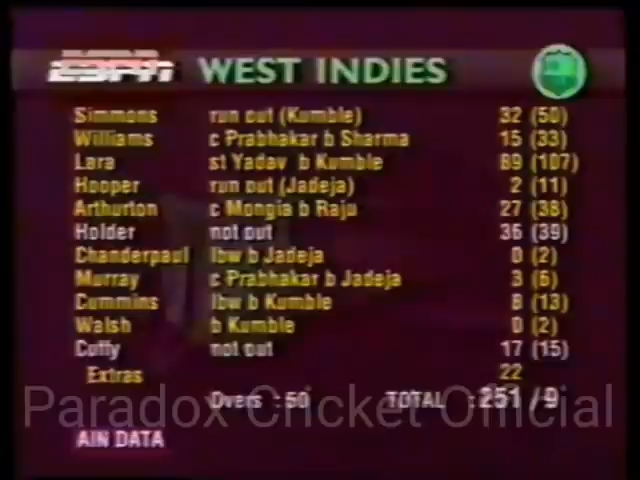 ESPN WEST INDIES
Simmons run out (Kumble) 32 (50)
Williams c Prabhakar b Sharma 15 (33)
Lara st Yadav b Kumble 89 (107)
Hooper run out (Jadeja) 2 (11)
Arthurton c Mongia b Raju 27 (38)
Holder not out 36 (39)
Chanderpaul lbw b Jadeja 0 (2)
Murray c Prabhakar b Jadeja 3 (6)
Cummins lbw b Kumble 8 (13)
Walsh b Kumble 0 (2)
Cuffy not out 17 (15)
Extras 22
Overs : 50 TOTAL : 251 / 9
Paradox Cricket Official
AIN DATA